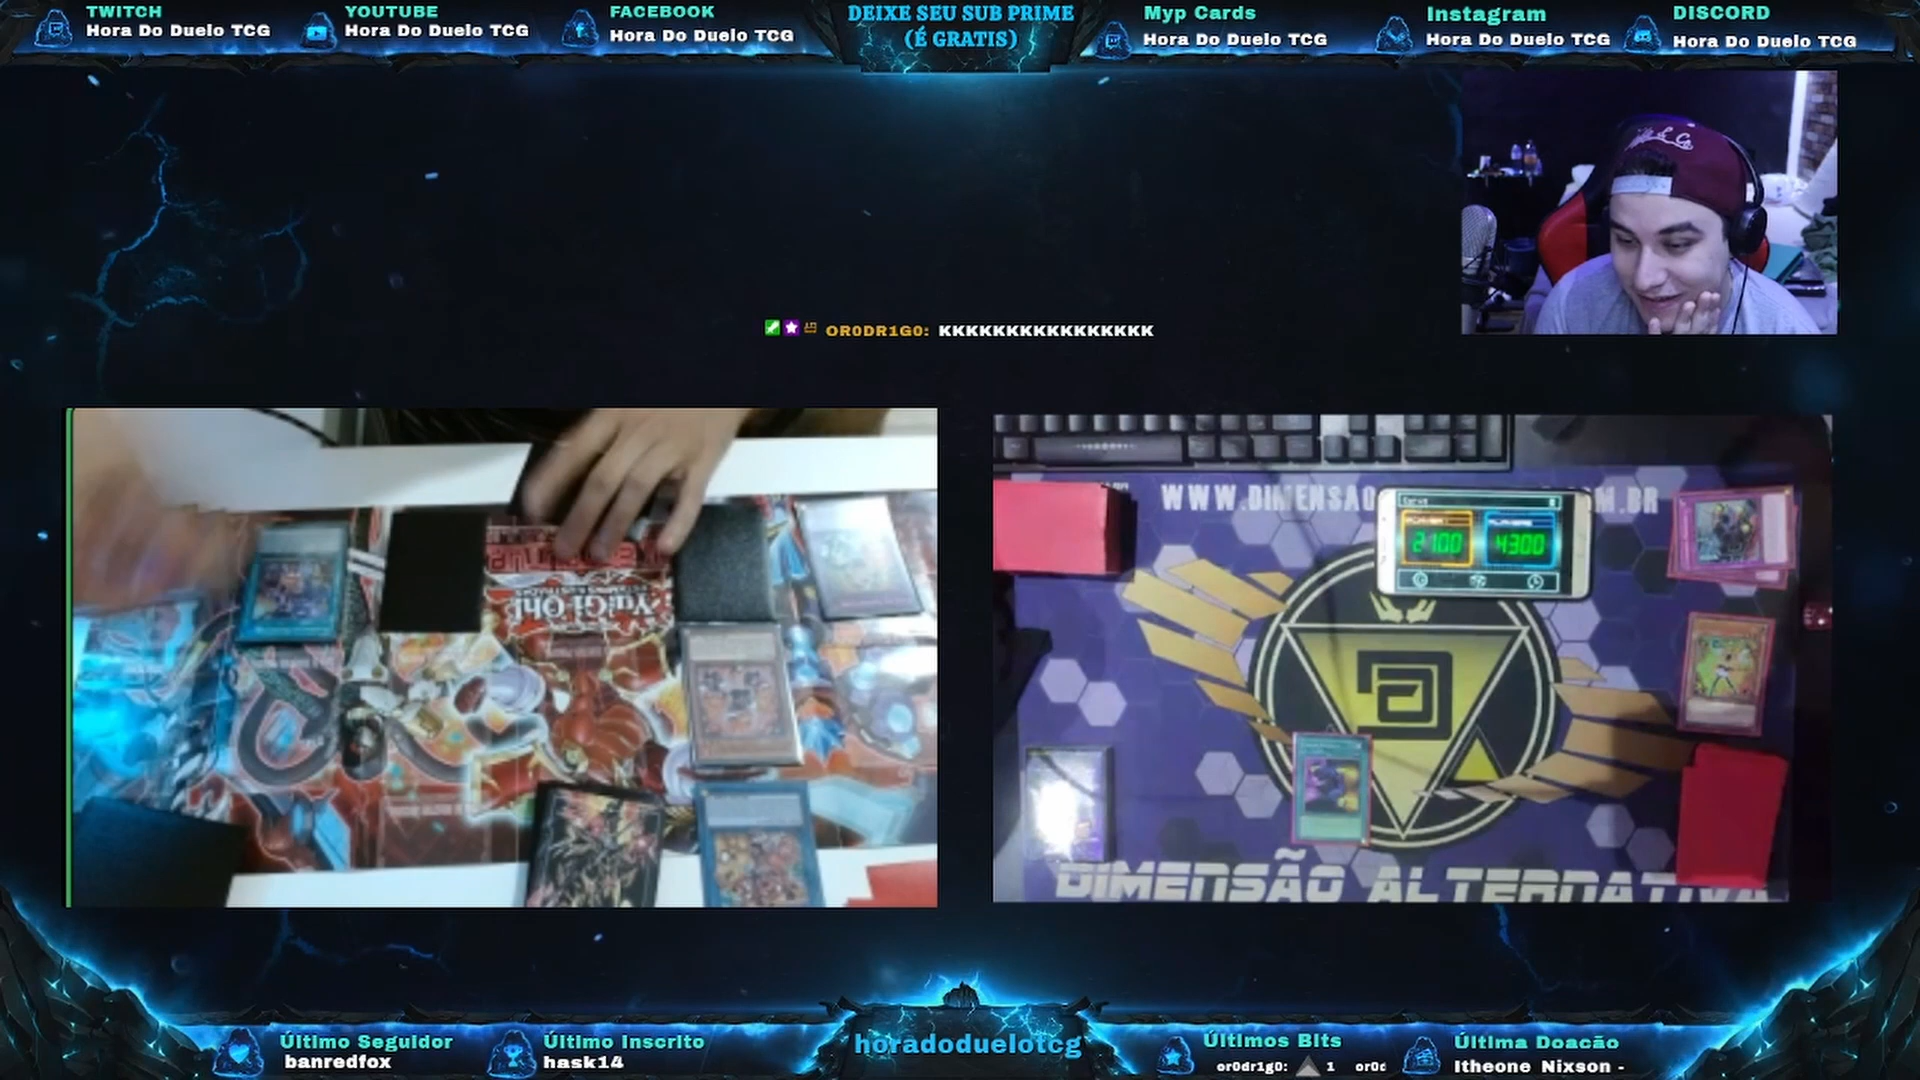 TWITCH
Hora Do Duelo TCG
YOUTUBE
Hora Do Duelo TCG
FACEBOOK
Hora Do Duelo TCG
DEIXE SEU SUB PRIME
(É GRATIS)
Myp Cards
Hora Do Duelo TCG
Instagram
Hora Do Duelo TCG
DISCORD
Hora Do Duelo TCG
OR0DR1G0: KKKKKKKKKKKKKKKK
Yu-Gi-Oh!
WWW.DIMENSAO
OM.BR
2100
4300
DIMENSÃO ALTERNATIVA
Último Seguidor
banredfox
Último Inscrito
hask14
horadoduelotcg
Últimos Bits
or0dr1g0: 1 or0d
Última Doacão
Itheone Nixson -